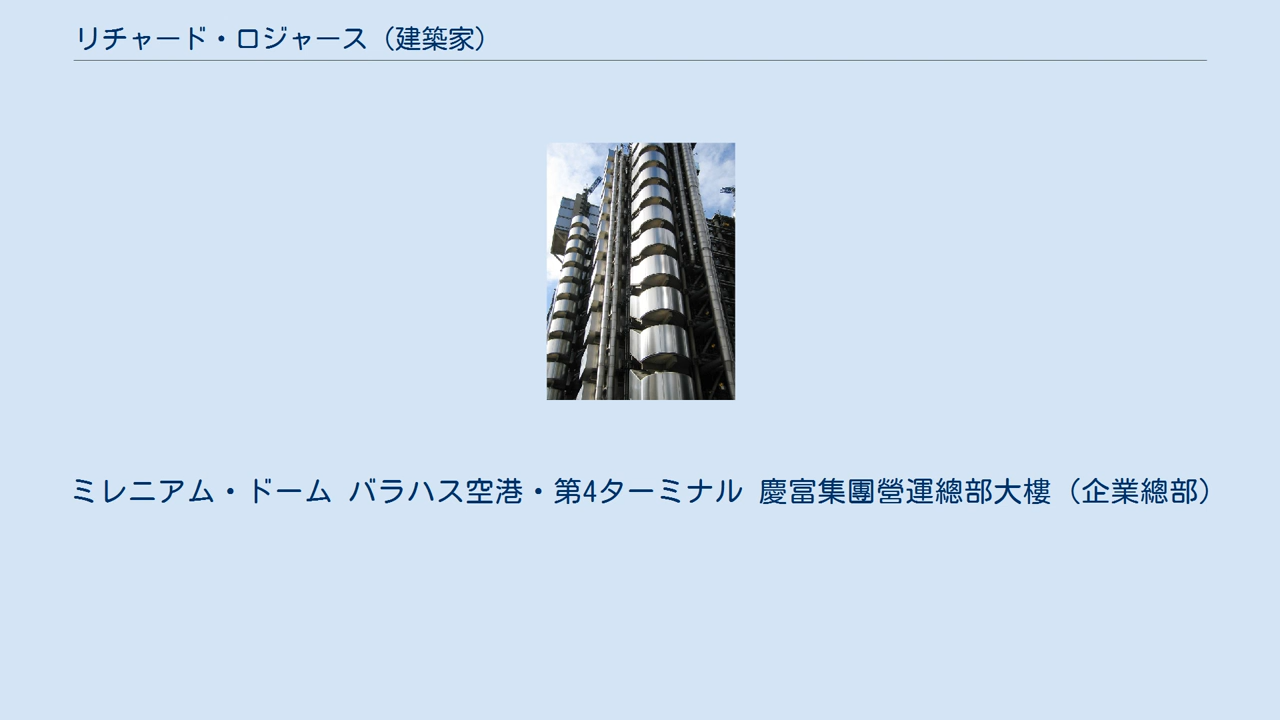 リチャード・ロジャース（建築家）
ミレニアム・ドーム バラハス空港・第4ターミナル 慶富集團營運總部大樓（企業總部）